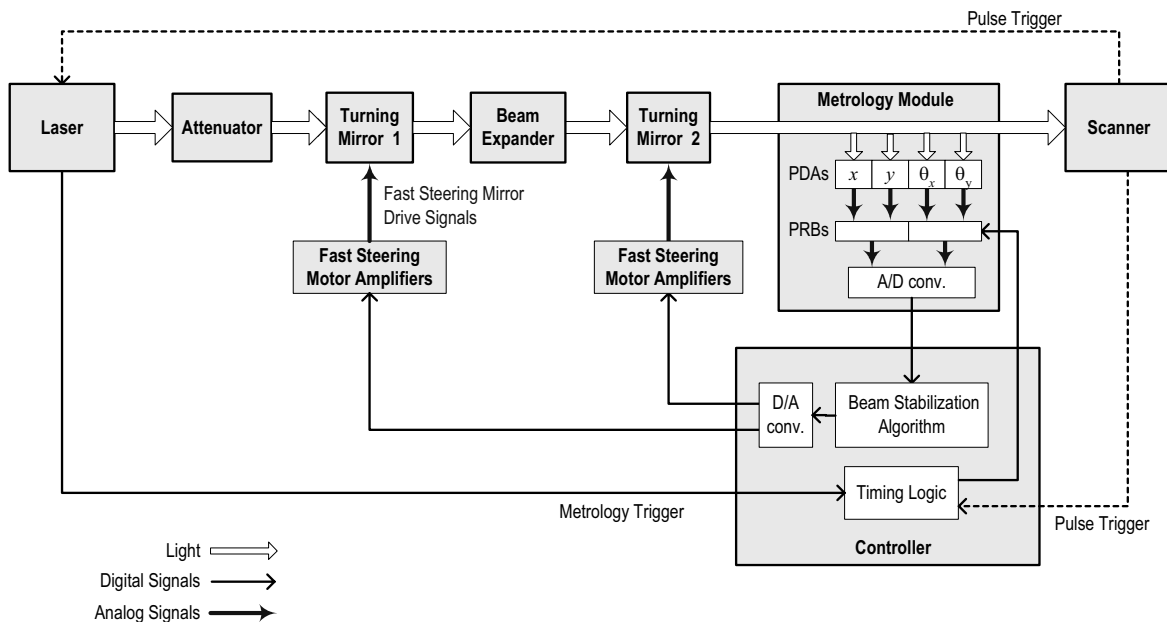 Pulse Trigger
Laser
Attenuator
Turning
Mirror 1
Beam
Expander
Turning
Mirror 2
Metrology Module
Scanner
PDAs
x
y
θx
θy
Fast Steering Mirror
Drive Signals
PRBs
Fast Steering
Motor Amplifiers
Fast Steering
Motor Amplifiers
A/D conv.
D/A
conv.
Beam Stabilization
Algorithm
Timing Logic
Metrology Trigger
Pulse Trigger
Controller
Light
Digital Signals
Analog Signals